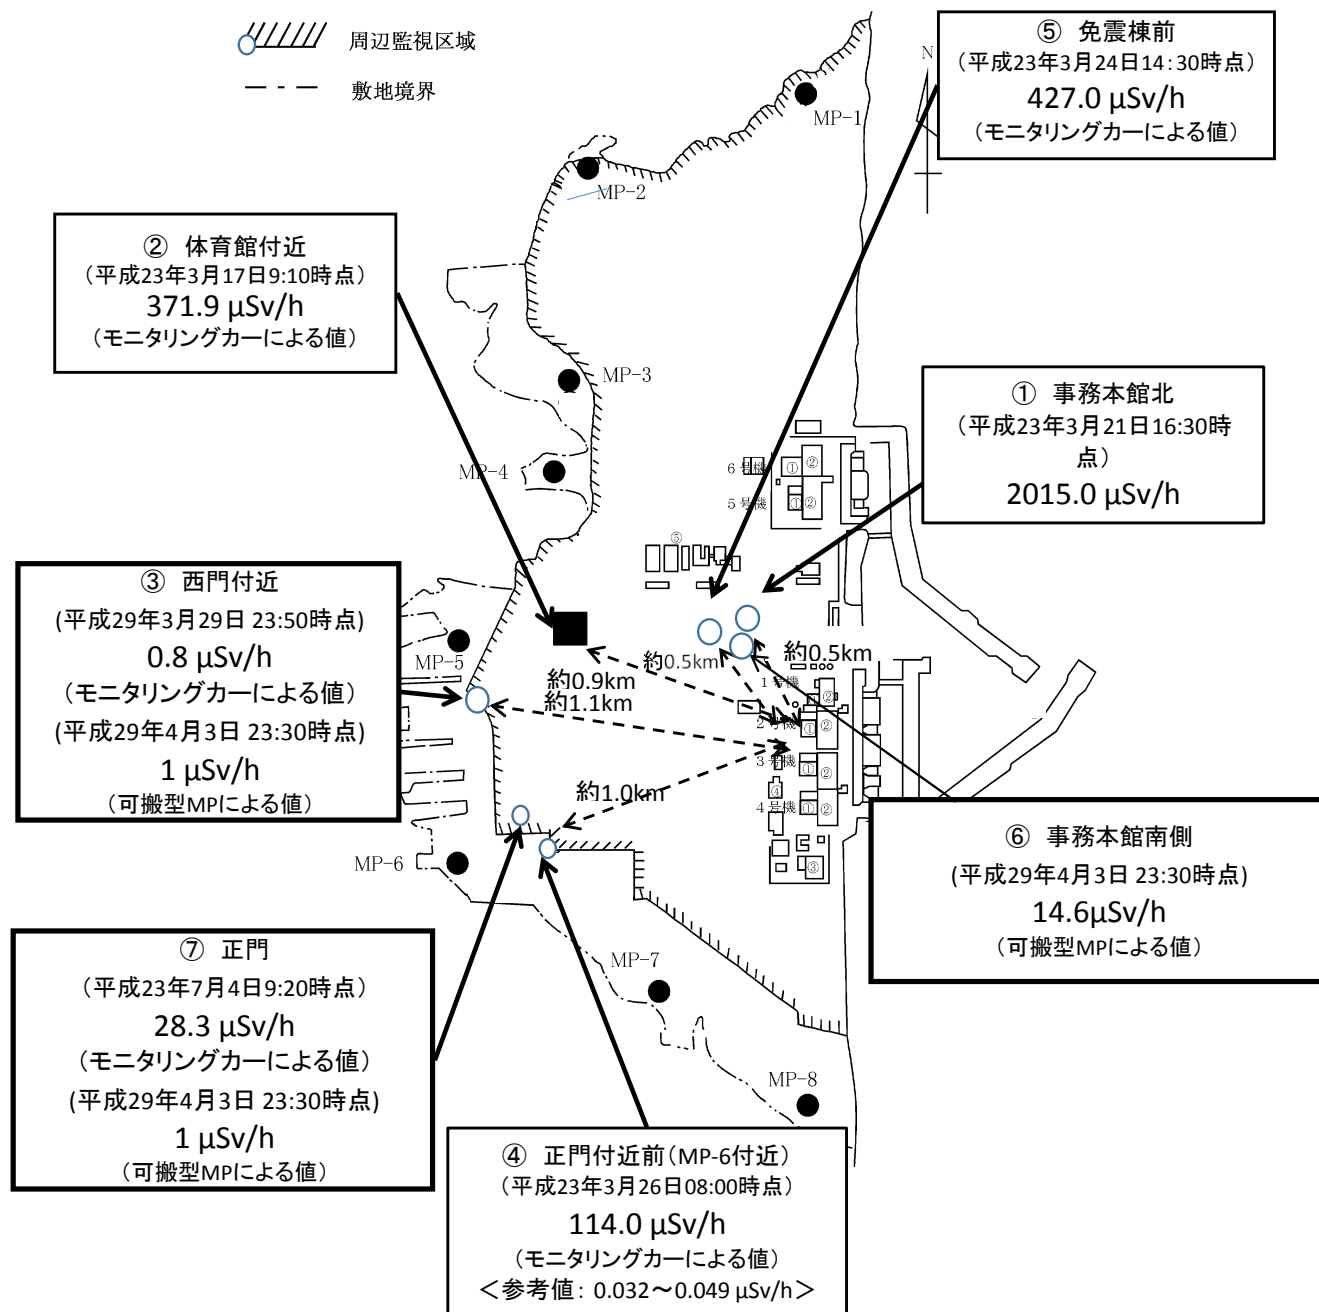 周辺監視区域
敷地境界
⑤ 免震棟前
(平成23年3月24日14:30時点)
427.0 μSv/h
(モニタリングカーによる値)
N
MP-1
MP-2
② 体育館付近
(平成23年3月17日9:10時点)
371.9 μSv/h
(モニタリングカーによる値)
MP-3
① 事務本館北
(平成23年3月21日16:30時
点)
2015.0 μSv/h
MP-4
6号機
① ②
5号機
① ②
⑤
③ 西門付近
(平成29年3月29日 23:50時点)
0.8 μSv/h
(モニタリングカーによる値)
(平成29年4月3日 23:30時点)
1 μSv/h
(可搬型MPによる値)
MP-5
約0.5km
約0.5km
約0.9km
約1.1km
1号機
②
2号機
① ②
3号機
① ②
④
4号機
① ②
③
約1.0km
MP-6
⑥ 事務本館南側
(平成29年4月3日 23:30時点)
14.6μSv/h
(可搬型MPによる値)
⑦ 正門
(平成23年7月4日9:20時点)
28.3 μSv/h
(モニタリングカーによる値)
(平成29年4月3日 23:30時点)
1 μSv/h
(可搬型MPによる値)
MP-7
MP-8
④ 正門付近前(MP-6付近)
(平成23年3月26日08:00時点)
114.0 μSv/h
(モニタリングカーによる値)
<参考値: 0.032~0.049 μSv/h>